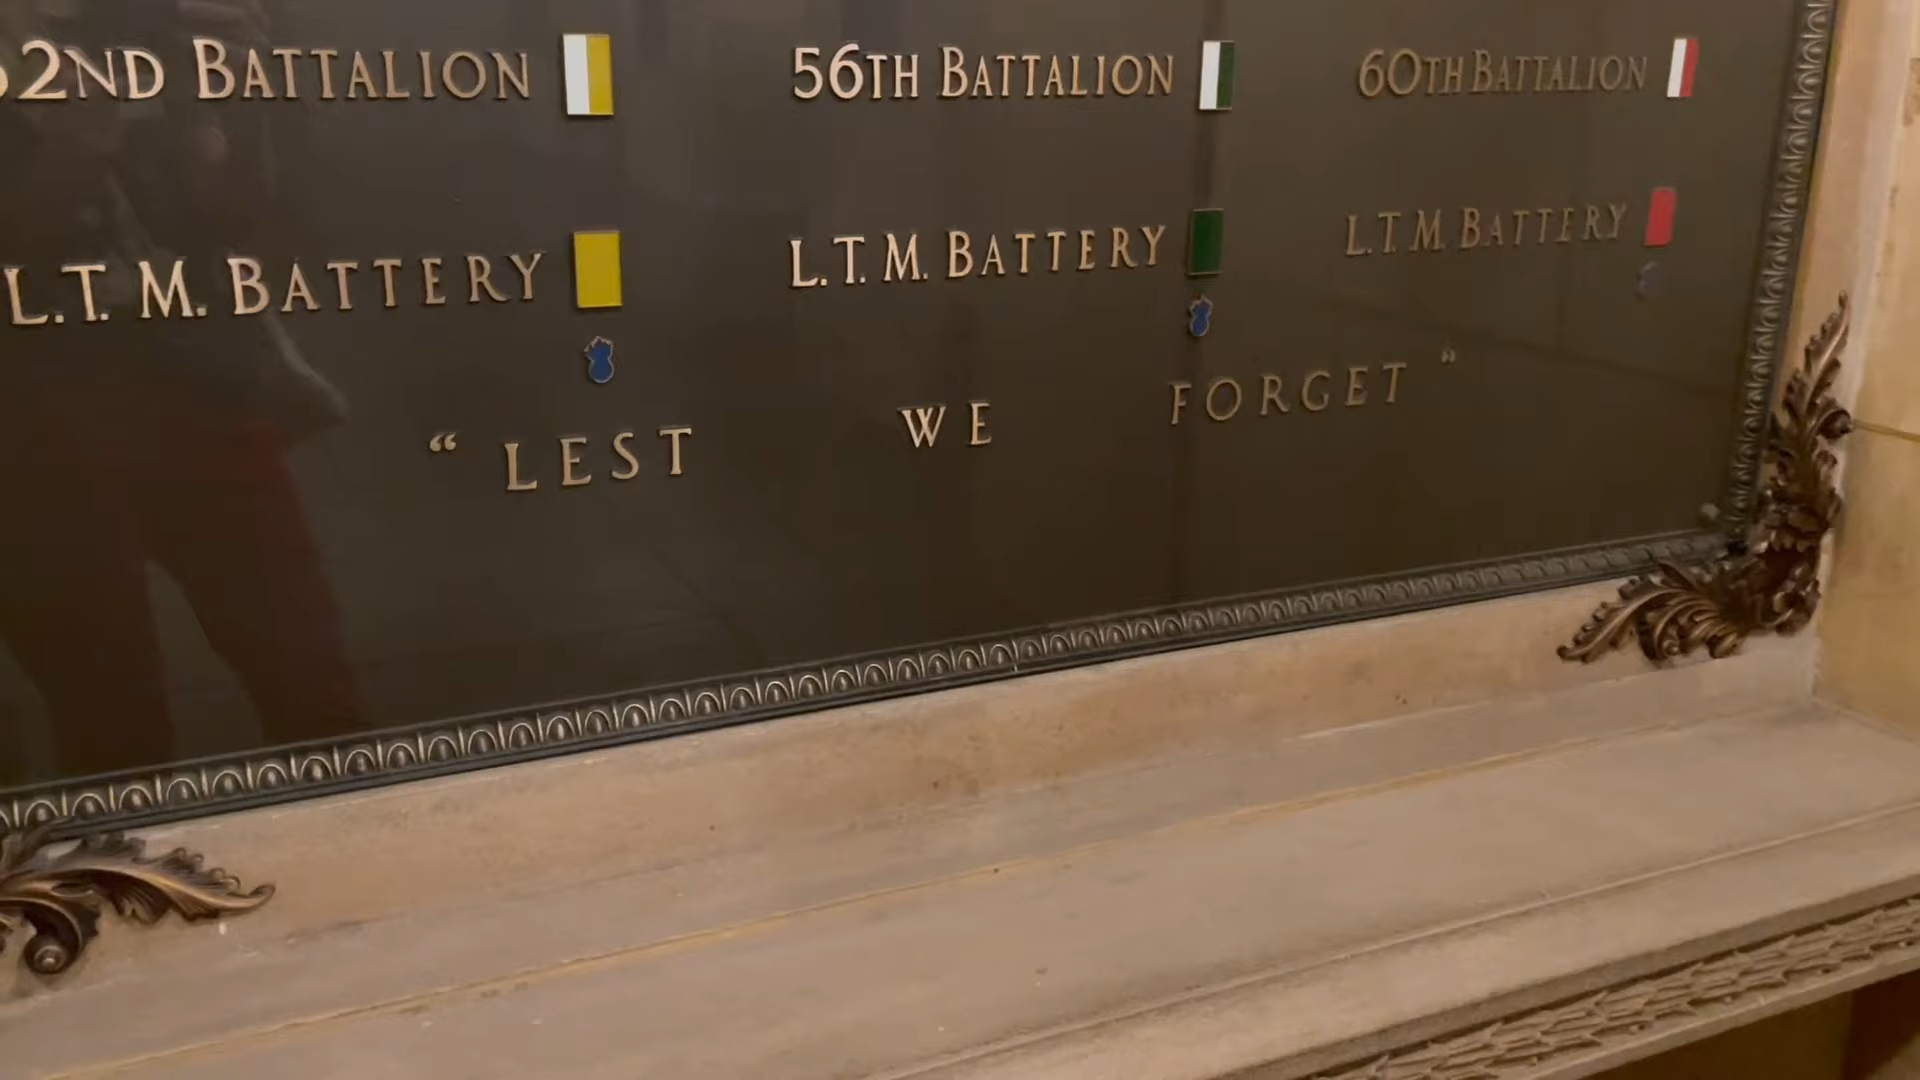 2ND BATTALION 56TH BATTALION 60TH BATTALION
L.T.M. BATTERY L.T.M. BATTERY L.T.M. BATTERY
“ LEST WE FORGET ”